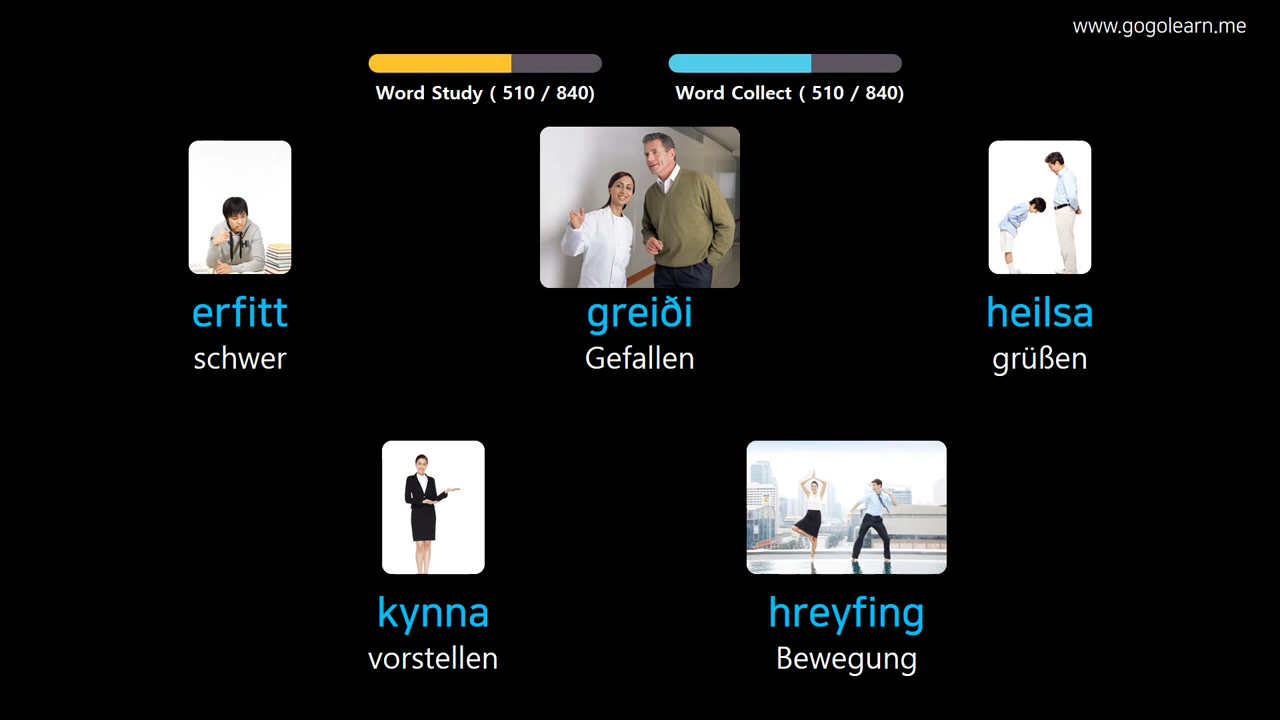 www.gogolearn.me
Word Study ( 510 / 840)
Word Collect ( 510 / 840)
erfitt
schwer
greiði
Gefallen
heilsa
grüßen
kynna
vorstellen
hreyfing
Bewegung